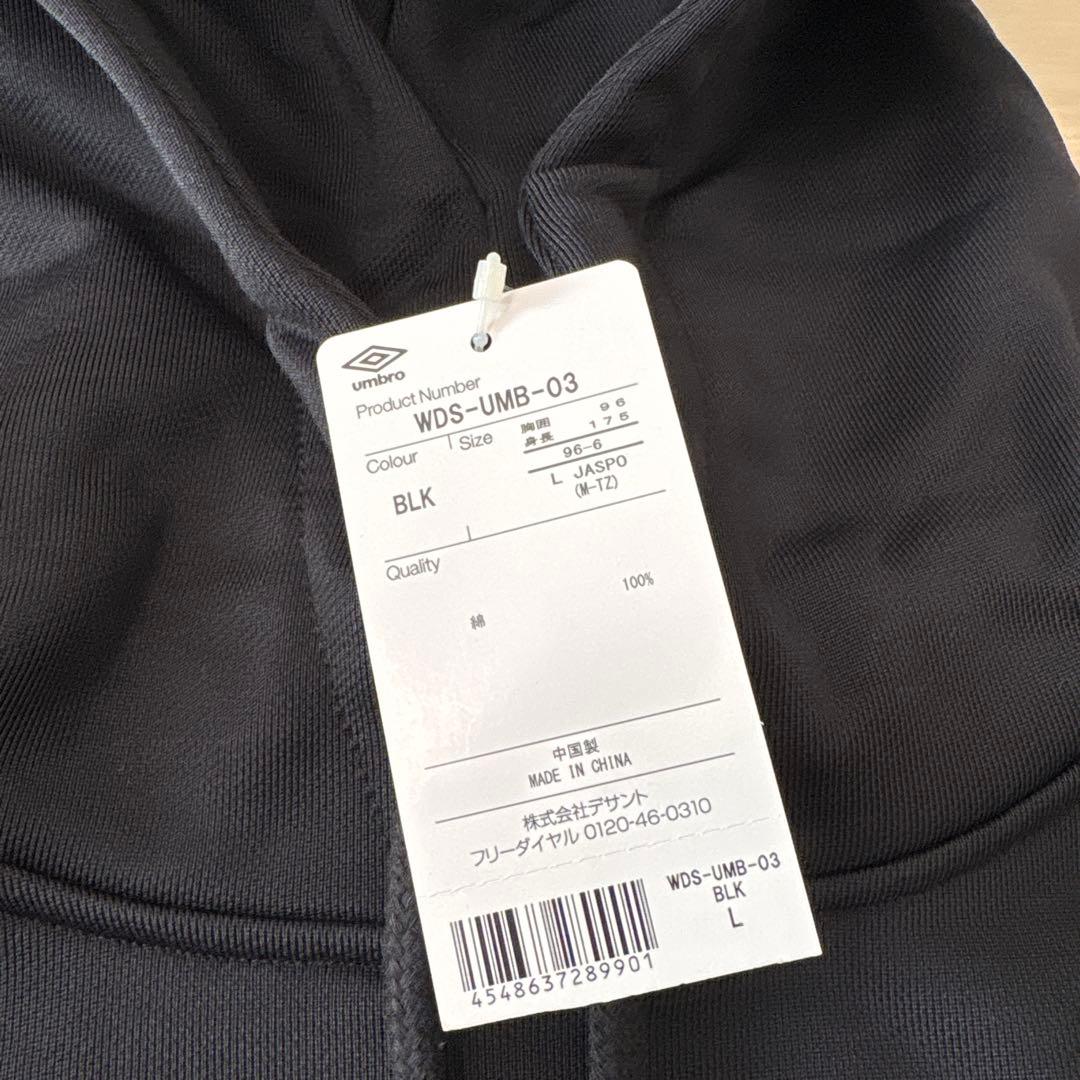 umbro
Product Number
WDS-UMB-03
Colour
BLK
Size
胸囲 96
身長 175
96-6
L JASPO
(M-TZ)
Quality
綿 100%
中国製
MADE IN CHINA
株式会社デサント
フリーダイヤル 0120-46-0310
WDS-UMB-03
BLK
L
4548637289901